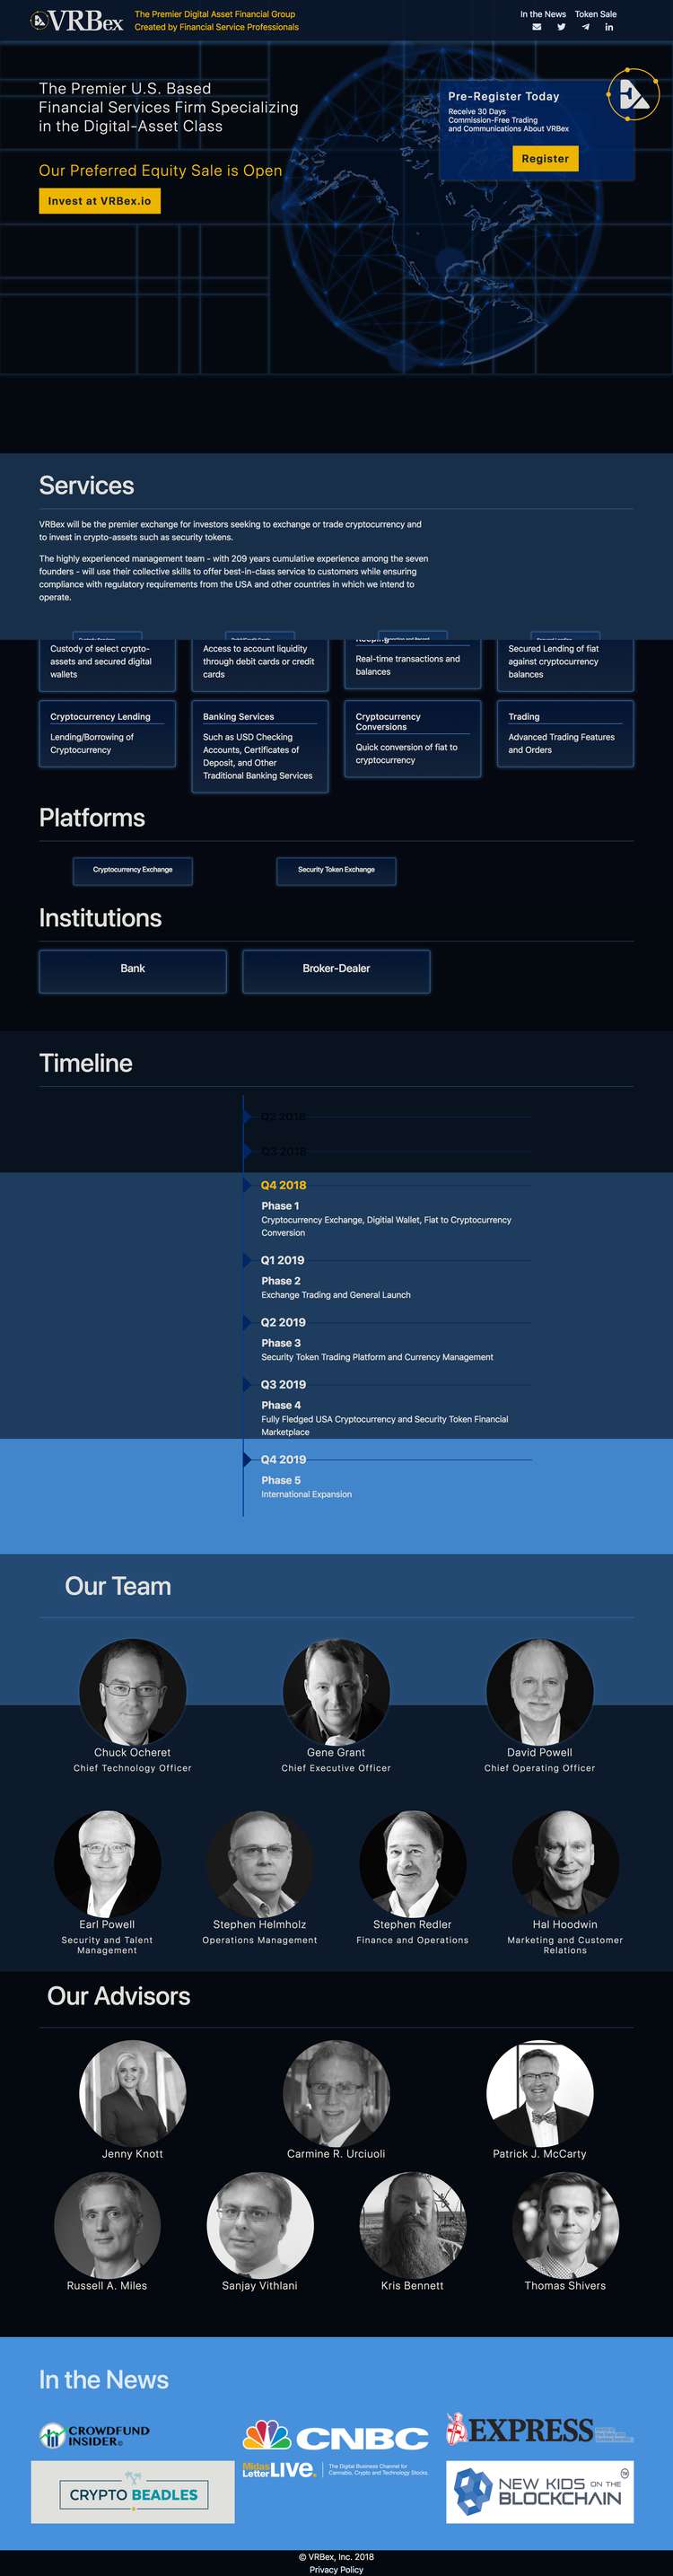 VRBex
The Premier Digital Asset Financial Group
Created by Financial Service Professionals
In the News Token Sale
The Premier U.S. Based
Financial Services Firm Specializing
in the Digital-Asset Class
Our Preferred Equity Sale is Open
Invest at VRBex.io
Pre-Register Today
Receive 30 Days
Commission-Free Trading
and Communications About VRBex
Register
Services
VRBex will be the premier exchange for investors seeking to exchange or trade cryptocurrency and
to invest in crypto-assets such as security tokens.
The highly experienced management team - with 209 years cumulative experience among the seven
founders - will use their collective skills to offer best-in-class service to customers while ensuring
compliance with regulatory requirements from the USA and other countries in which we intend to
operate.
Custody of select crypto-
assets and secured digital
wallets
Access to account liquidity
through debit cards or credit
cards
Keeping
Real-time transactions and
balances
Secured Lending of fiat
against cryptocurrency
balances
Cryptocurrency Lending
Lending/Borrowing of
Cryptocurrency
Banking Services
Such as USD Checking
Accounts, Certificates of
Deposit, and Other
Traditional Banking Services
Cryptocurrency
Conversions
Quick conversion of fiat to
cryptocurrency
Trading
Advanced Trading Features
and Orders
Platforms
Cryptocurrency Exchange
Security Token Exchange
Institutions
Bank
Broker-Dealer
Timeline
Q3 2018
Q4 2018
Phase 1
Cryptocurrency Exchange, Digitial Wallet, Fiat to Cryptocurrency
Conversion
Q1 2019
Phase 2
Exchange Trading and General Launch
Q2 2019
Phase 3
Security Token Trading Platform and Currency Management
Q3 2019
Phase 4
Fully Fledged USA Cryptocurrency and Security Token Financial
Marketplace
Q4 2019
Phase 5
International Expansion
Our Team
Chuck Ocheret
Chief Technology Officer
Gene Grant
Chief Executive Officer
David Powell
Chief Operating Officer
Earl Powell
Security and Talent
Management
Stephen Helmholz
Operations Management
Stephen Redler
Finance and Operations
Hal Hoodwin
Marketing and Customer
Relations
Our Advisors
Jenny Knott
Carmine R. Urciuoli
Patrick J. McCarty
Russell A. Miles
Sanjay Vithlani
Kris Bennett
Thomas Shivers
In the News
CROWDFUND
INSIDER
CNBC
EXPRESS
CRYPTO BEADLES
Midas
Letter LIVE.
The Digital Business Channel for
Cannabis, Crypto and Technology Stocks.
NEW KIDS ON THE
BLOCKCHAIN
© VRBex, Inc. 2018
Privacy Policy